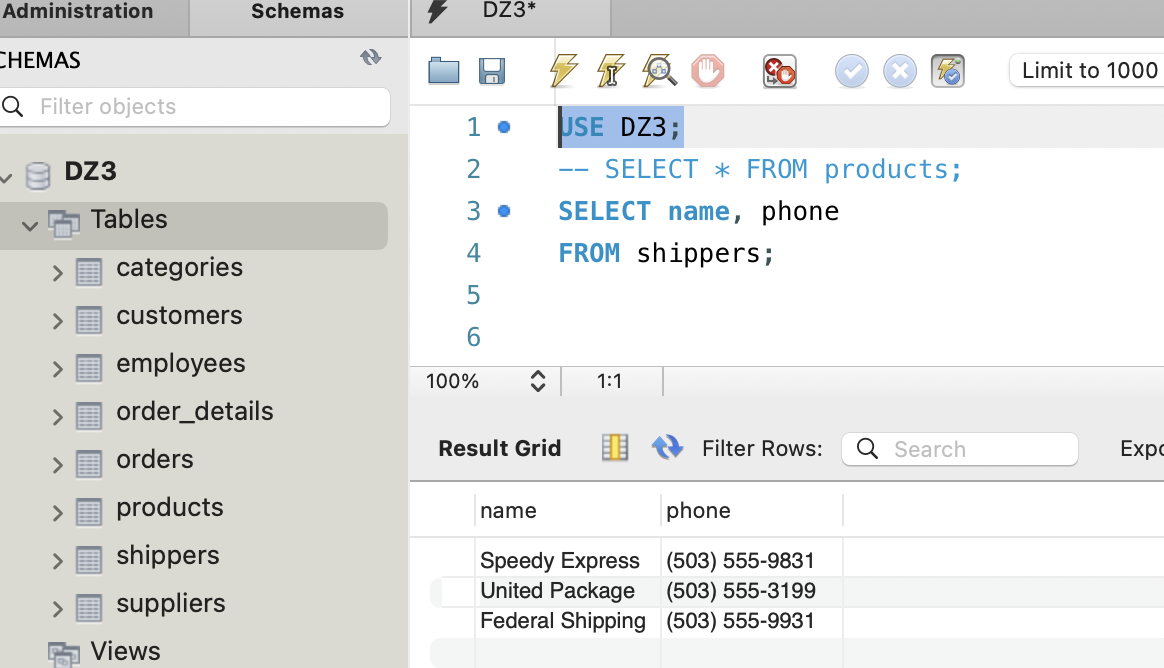 Administration
Schemas
DZ3*
CHEMAS
Filter objects
DZ3
Tables
categories
customers
employees
order_details
orders
products
shippers
suppliers
Views
Limit to 1000
1 USE DZ3;
2 -- SELECT * FROM products;
3 SELECT name, phone
4 FROM shippers;
5
6
100% 1:1
Result Grid Filter Rows: Search Expo
name phone
Speedy Express (503) 555-9831
United Package (503) 555-3199
Federal Shipping (503) 555-9931